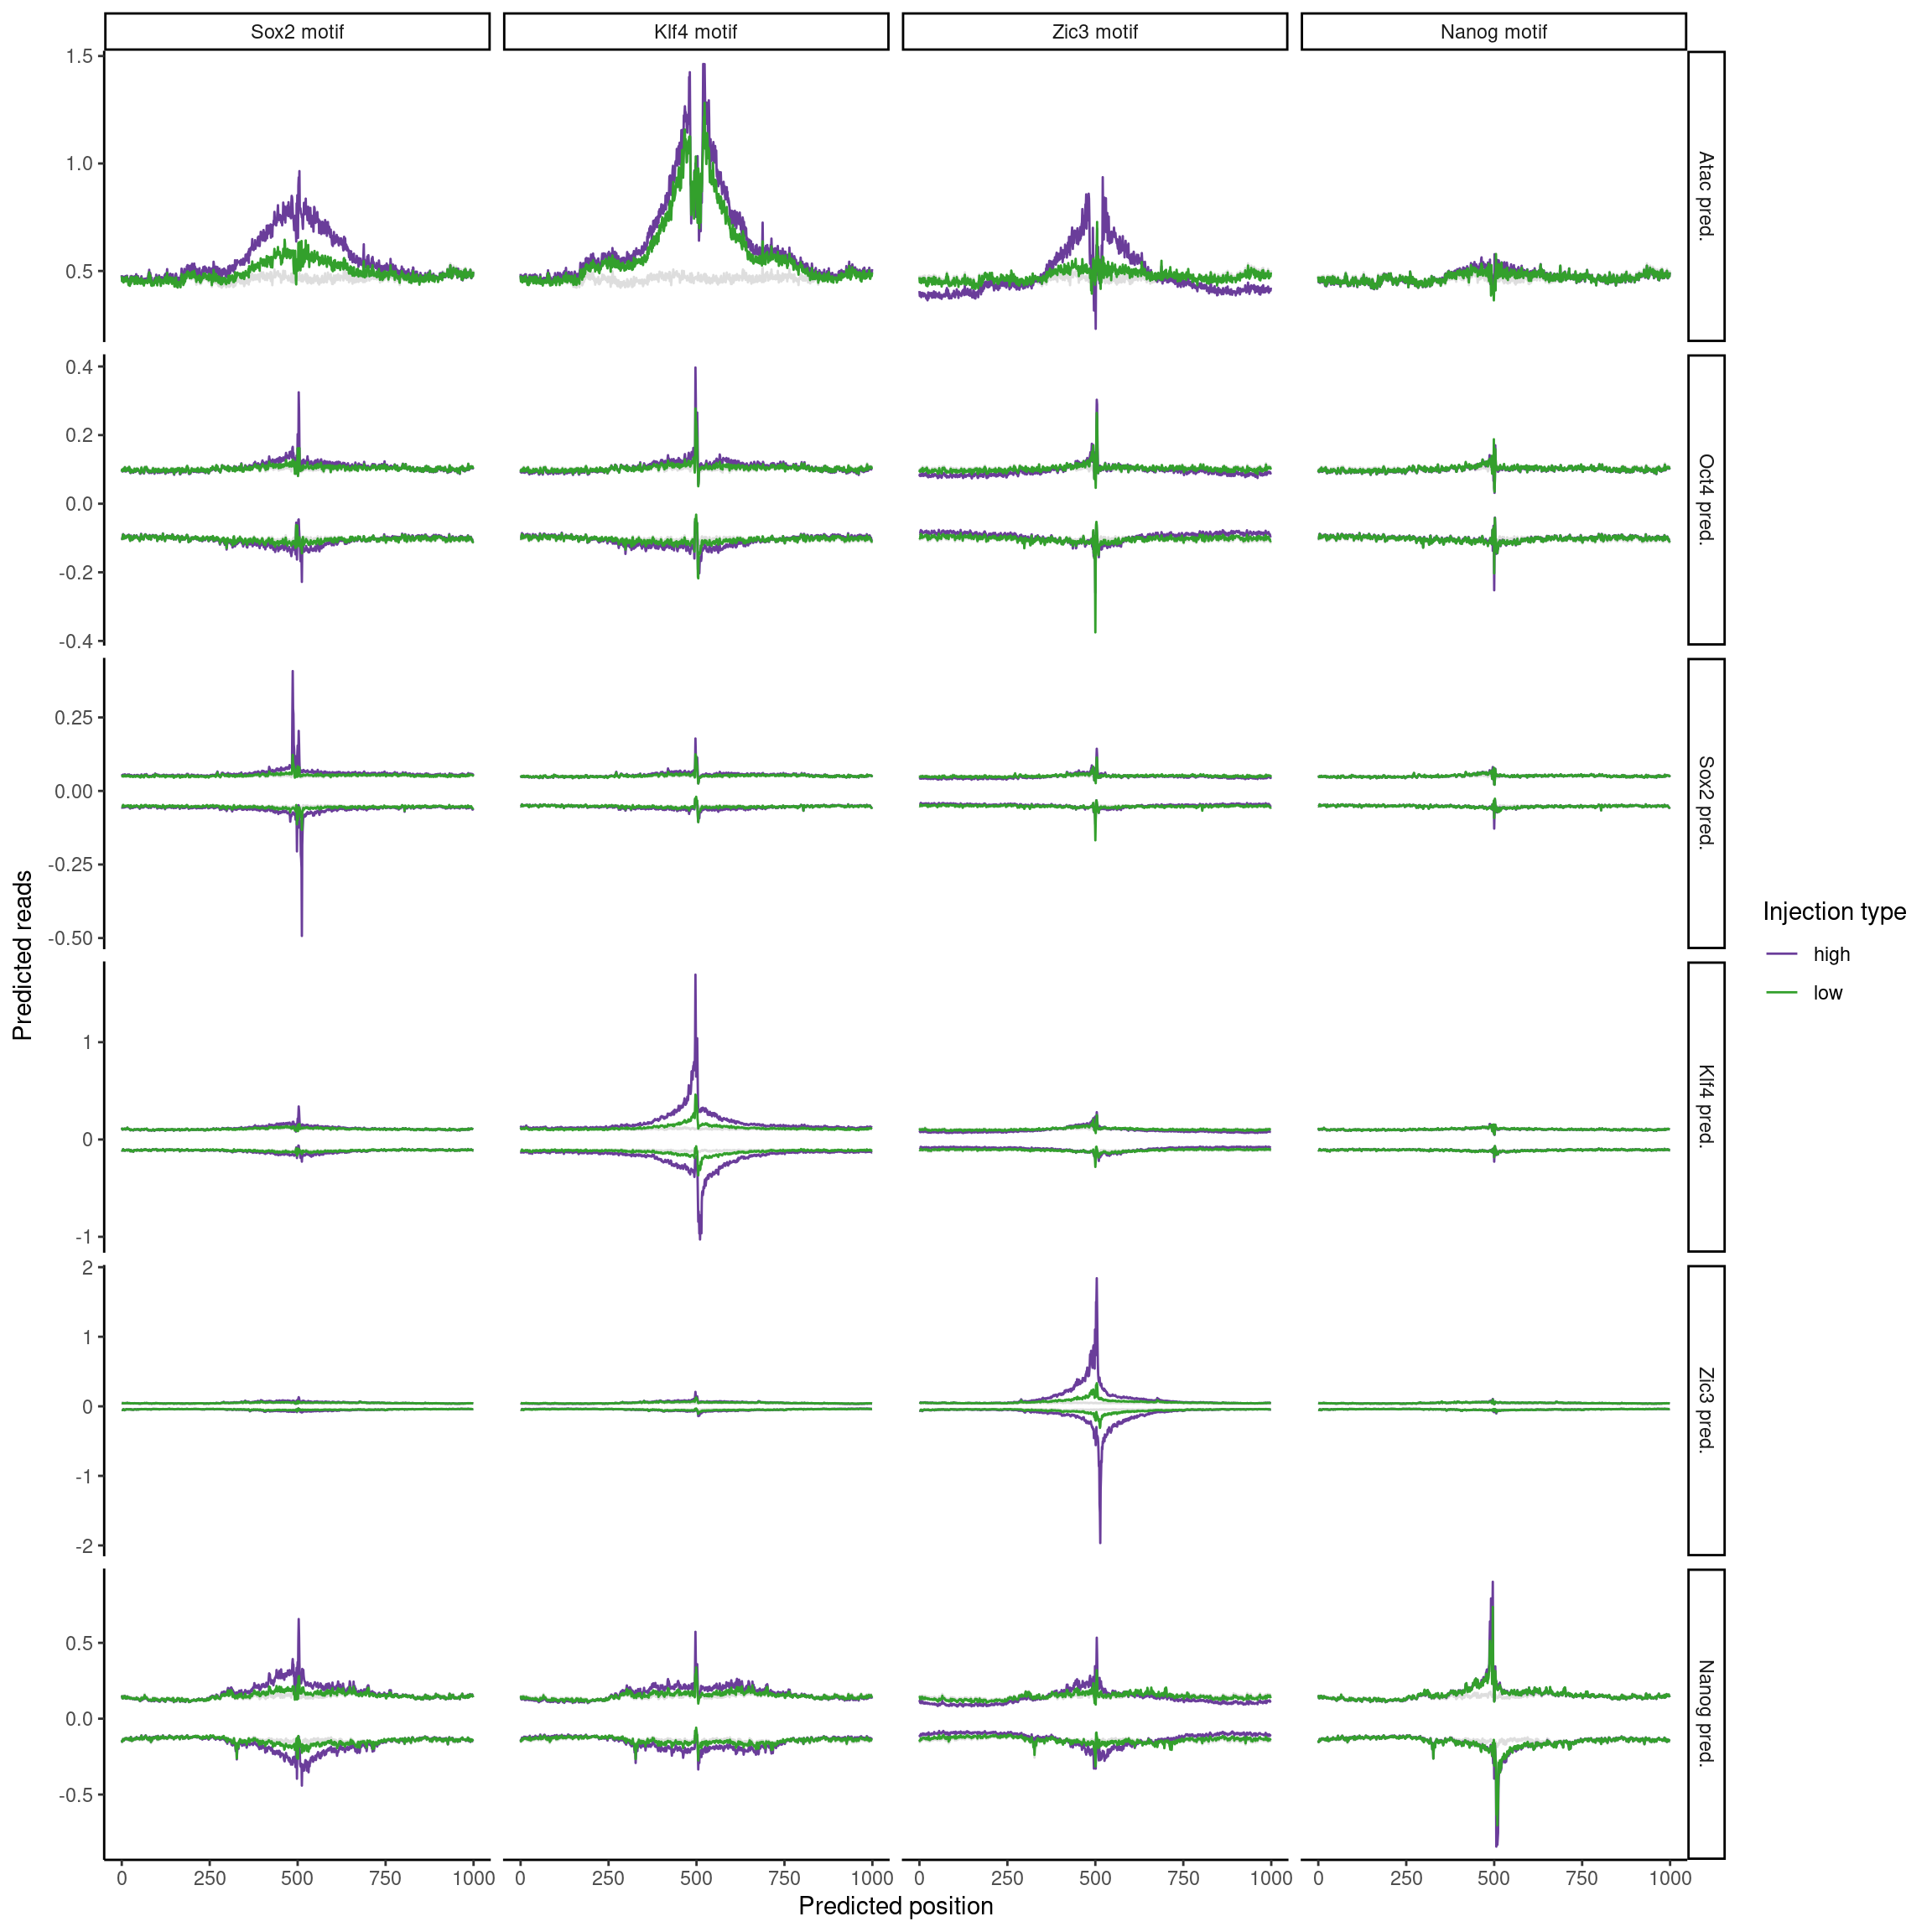 Sox2 motif Klf4 motif Zic3 motif Nanog motif
1.5
1.0
0.5
Atac pred.
0.4
0.2
0.0
-0.2
-0.4
Oct4 pred.
0.25
0.00
-0.25
-0.50
Sox2 pred.
1
0
-1
Klf4 pred.
2
1
0
-1
-2
Zic3 pred.
0.5
0.0
-0.5
Nanog pred.
0 250 500 750 1000 0 250 500 750 1000 0 250 500 750 1000 0 250 500 750 1000
Predicted position
Predicted reads
Injection type
high
low